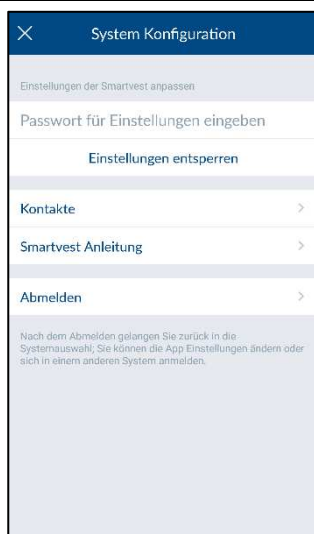 System Konfiguration
Einstellungen der Smartvest anpassen
Passwort für Einstellungen eingeben
Einstellungen entsperren
Kontakte
Smartvest Anleitung
Abmelden
Nach dem Abmelden gelangen Sie zurück in die
Systemauswahl; Sie können die App Einstellungen ändern oder
sich in einem anderen System anmelden.